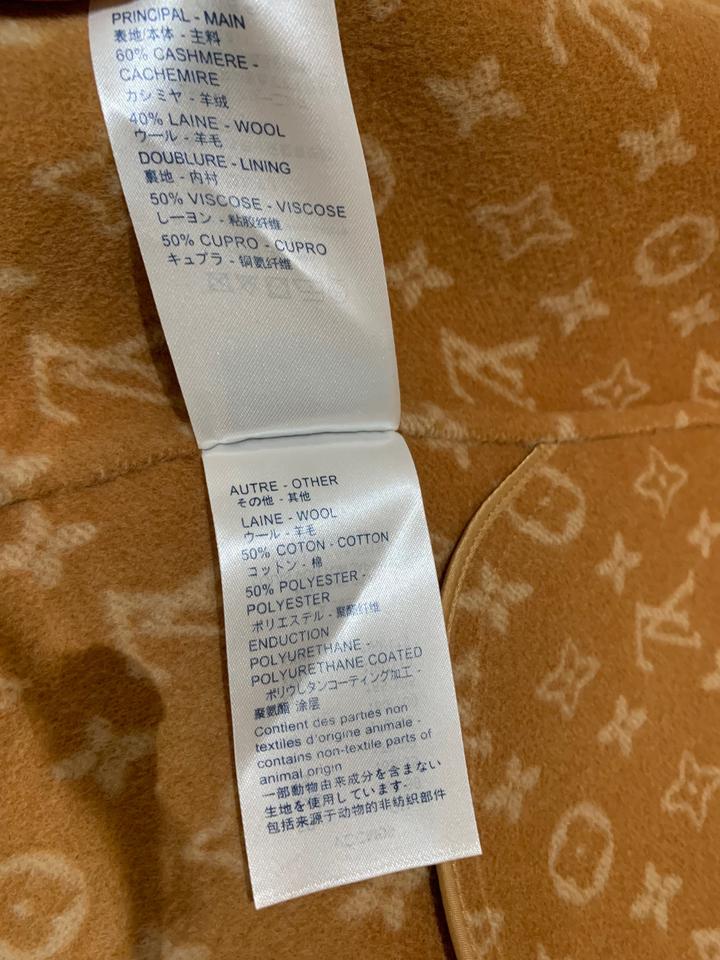 PRINCIPAL - MAIN
表地/本体 - 主料
60% CASHMERE -
CACHEMIRE
カシミヤ - 羊绒
40% LAINE - WOOL
ウール - 羊毛
DOUBLURE - LINING
裏地 - 内村
50% VISCOSE - VISCOSE
レーヨン - 粘胶纤维
50% CUPRO - CUPRO
キュプラ - 铜氨纤维
AUTRE - OTHER
その他 - 其他
LAINE - WOOL
ウール - 羊毛
50% COTON - COTTON
コットン - 棉
50% POLYESTER -
POLYESTER
ポリエステル - 聚酯纤维
ENDUCTION
POLYURETHANE -
POLYURETHANE COATED
ポリウレタンコーティング加工 -
聚氨酯 涂层
Contient des parties non
textiles d'origine animale -
contains non-textile parts of
animal origin
一部動物由来成分を含まない
生地を使用しています-
包括来源于动物的非纺织部件